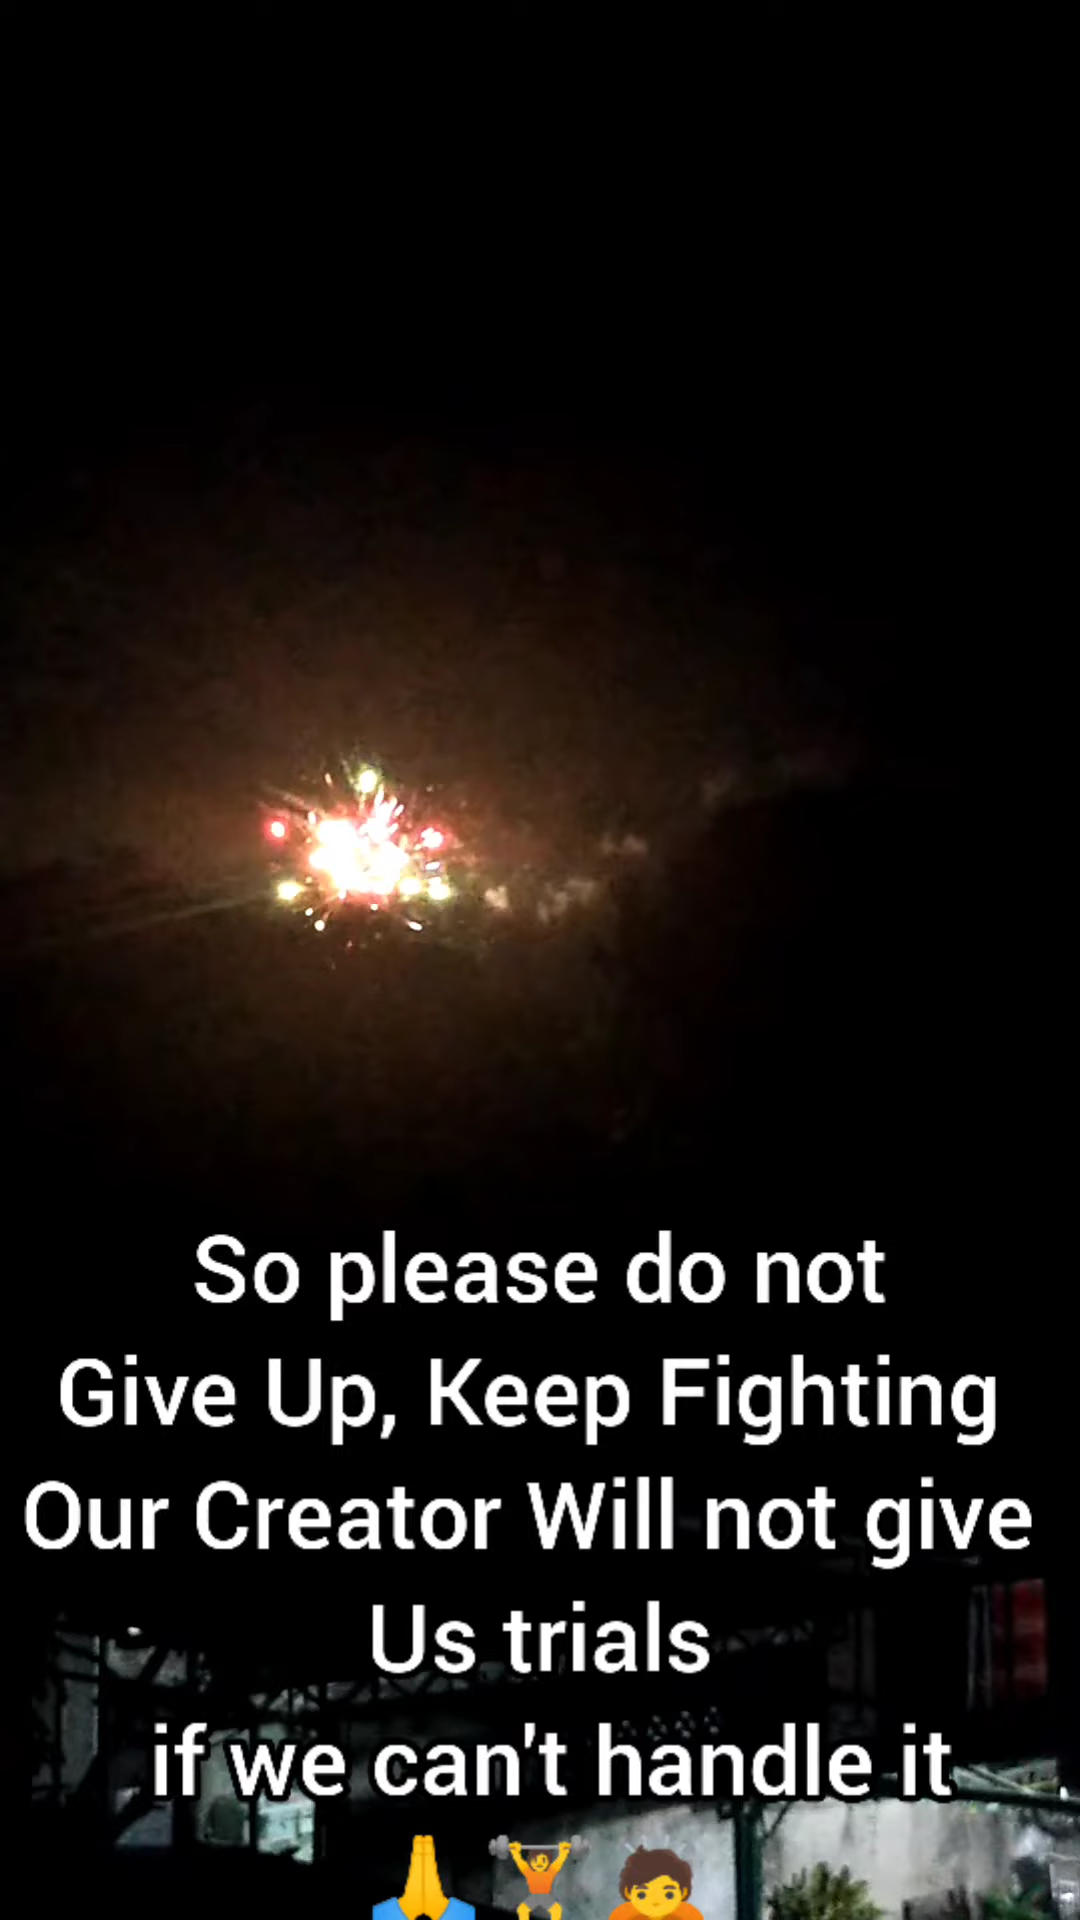 So please do not
Give Up, Keep Fighting
Our Creator Will not give
Us trials
if we can't handle it
🙏🏋🙇